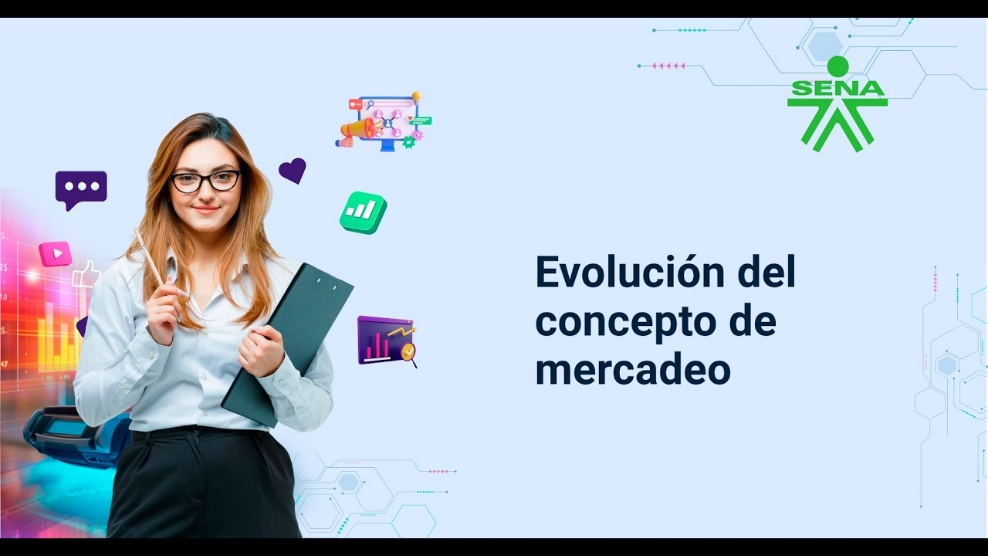 SENA
Evolución del
concepto de
mercadeo